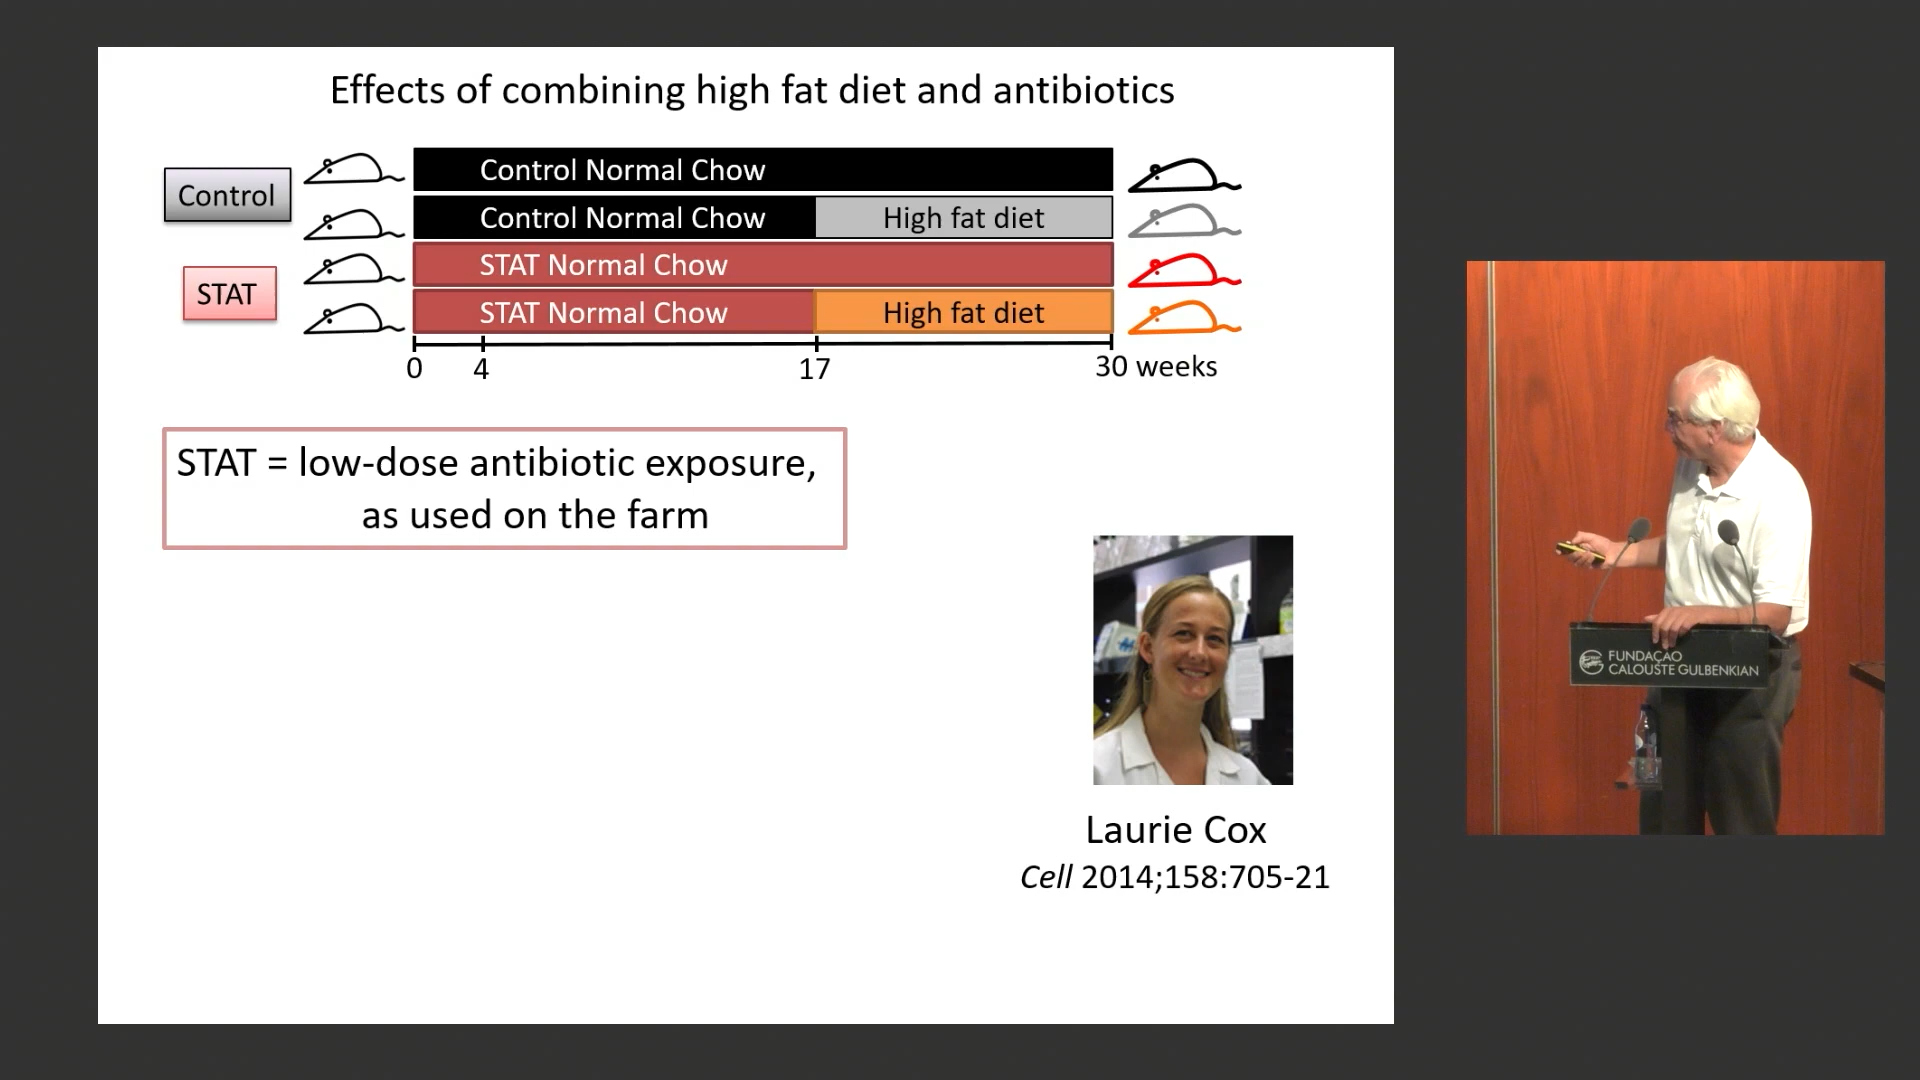 Effects of combining high fat diet and antibiotics
Control
Control Normal Chow
Control Normal Chow
High fat diet
STAT
STAT Normal Chow
STAT Normal Chow
High fat diet
0
4
17
30 weeks
STAT = low-dose antibiotic exposure,
as used on the farm
Laurie Cox
Cell 2014;158:705-21
FUNDAÇAO
CALOUSTE GULBENKIAN